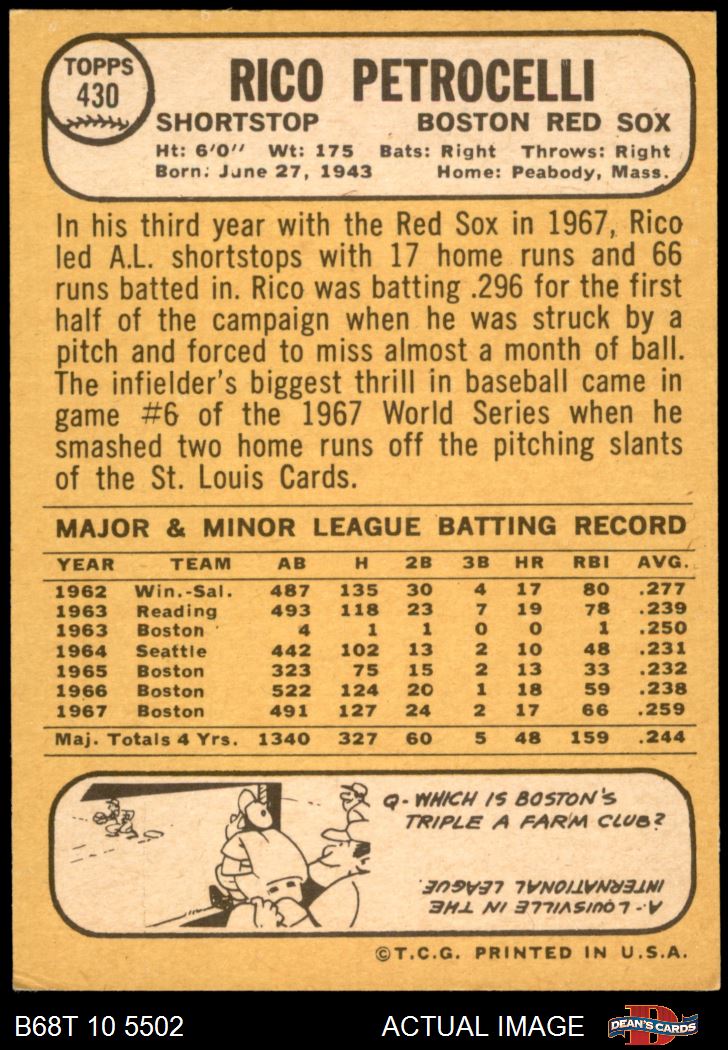 TOPPS
430
RICO PETROCELLI
SHORTSTOP BOSTON RED SOX
Ht: 6'0" Wt: 175 Bats: Right Throws: Right
Born: June 27, 1943 Home: Peabody, Mass.
In his third year with the Red Sox in 1967, Rico
led A.L. shortstops with 17 home runs and 66
runs batted in. Rico was batting .296 for the first
half of the campaign when he was struck by a
pitch and forced to miss almost a month of ball.
The infielder's biggest thrill in baseball came in
game #6 of the 1967 World Series when he
smashed two home runs off the pitching slants
of the St. Louis Cards.
MAJOR & MINOR LEAGUE BATTING RECORD
YEAR TEAM AB H 2B 3B HR RBI AVG.
1962 Win.-Sal. 487 135 30 4 17 80 .277
1963 Reading 493 118 23 7 19 78 .239
1963 Boston 4 1 1 0 0 1 .250
1964 Seattle 442 102 13 2 10 48 .231
1965 Boston 323 75 15 2 13 33 .232
1966 Boston 522 124 20 1 18 59 .238
1967 Boston 491 127 24 2 17 66 .259
Maj. Totals 4 Yrs. 1340 327 60 5 48 159 .244
Q- WHICH IS BOSTON'S
TRIPLE A FARM CLUB?
A- LOUISVILLE IN THE
INTERNATIONAL LEAGUE.
©T.C.G. PRINTED IN U.S.A.
B68T 10 5502 ACTUAL IMAGE
D
DEAN'S CARDS